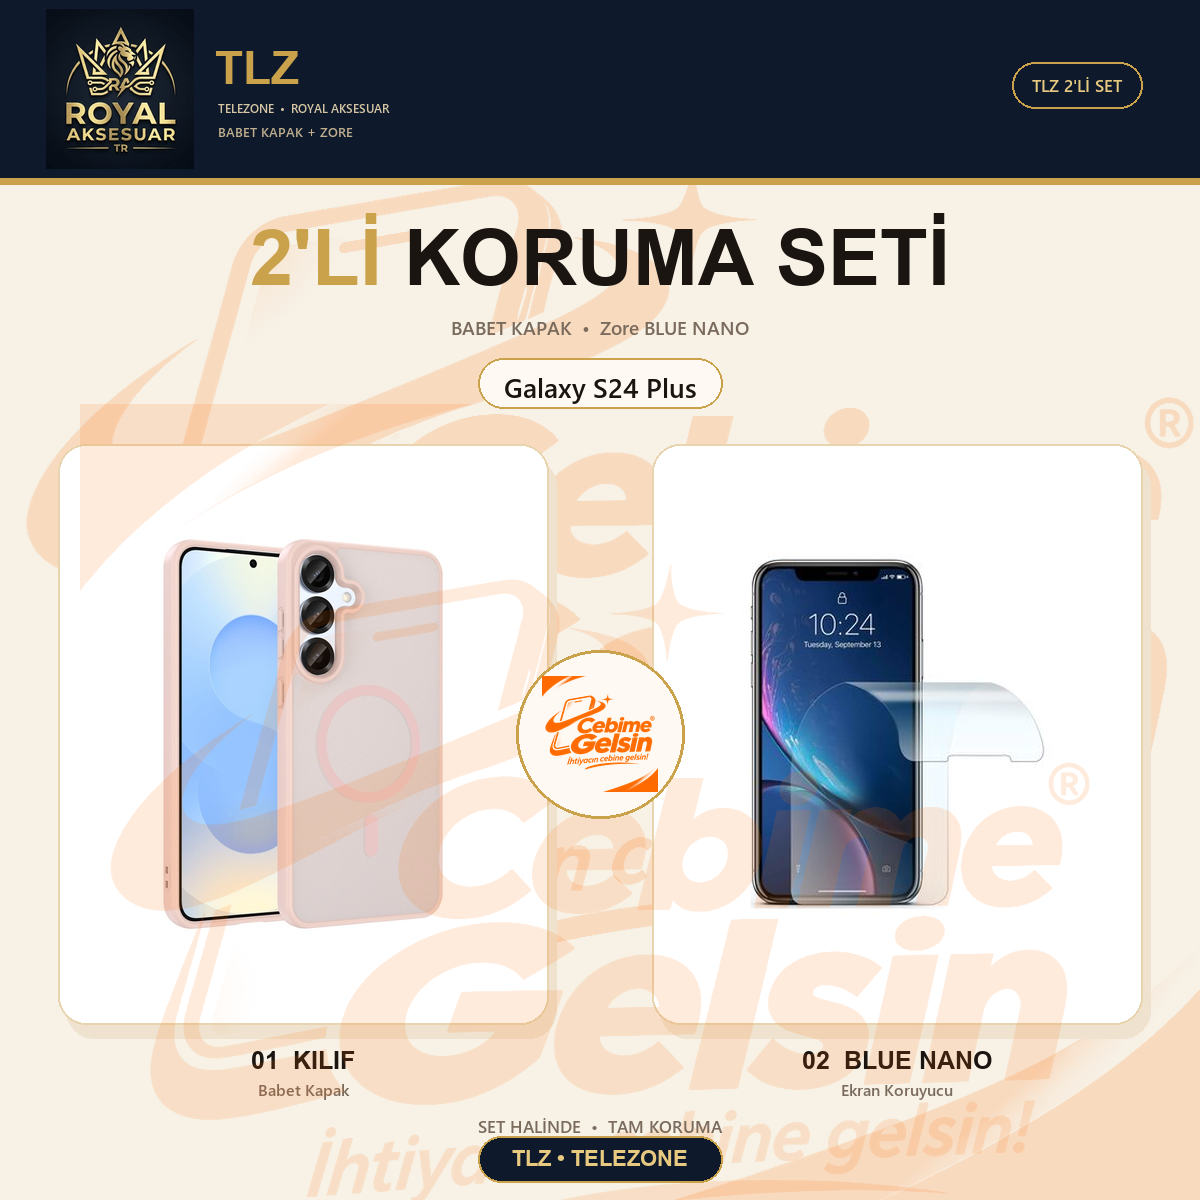 ROYAL
AKSESUAR
TR
TLZ
TELEZONE • ROYAL AKSESUAR
BABET KAPAK + ZORE
TLZ 2'Lİ SET
2'Lİ KORUMA SETİ
BABET KAPAK • Zore BLUE NANO
Galaxy S24 Plus
10:24
Tuesday, September 13
Cebime®
Gelsin
İhtiyacın cebine gelsin!
Cebime®
Gelsin
01 KILIF
Babet Kapak
02 BLUE NANO
Ekran Koruyucu
SET HALİNDE • TAM KORUMA
TLZ • TELEZONE